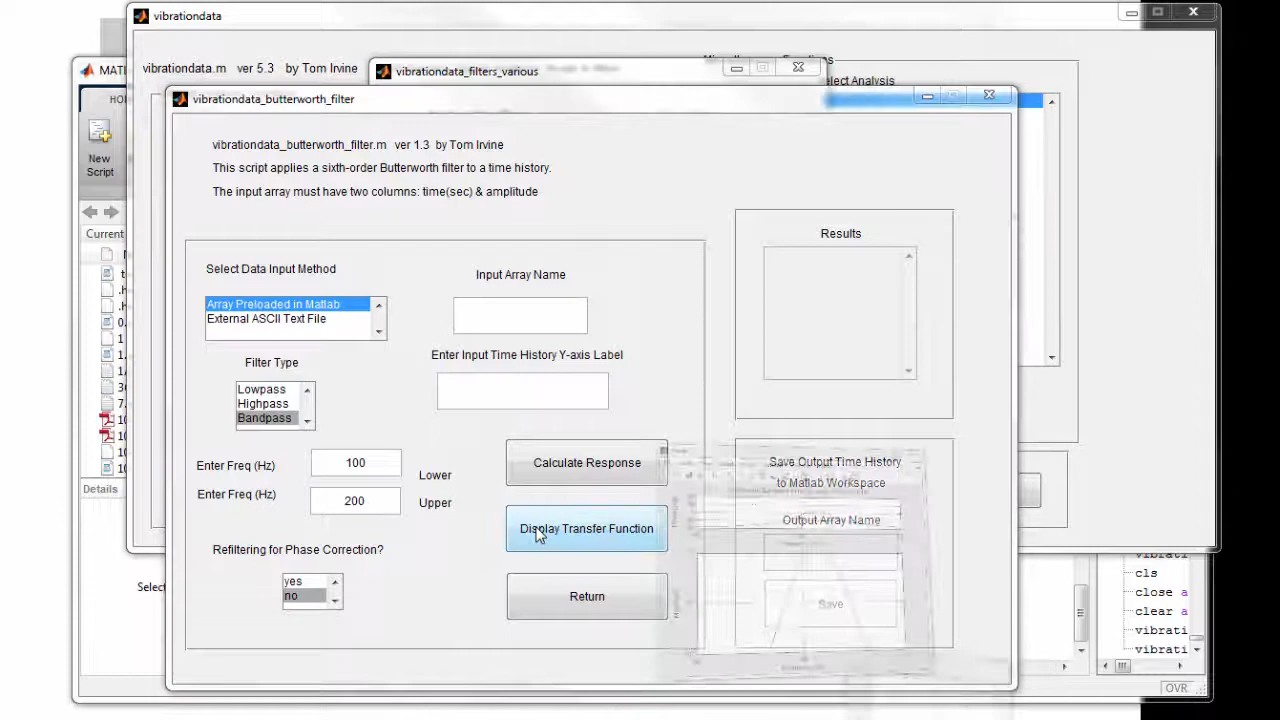 vibrationdata
vibrationdata.m ver 5.3 by Tom Irvine
MATL
vibrationdata_filters_various
elect Analysis
HO
vibrationdata_butterworth_filter
New
Script
vibrationdata_butterworth_filter.m ver 1.3 by Tom Irvine
This script applies a sixth-order Butterworth filter to a time history.
The input array must have two columns: time(sec) & amplitude
Current
Results
Select Data Input Method
Input Array Name
Array Preloaded in Matlab
External ASCII Text File
Enter Input Time History Y-axis Label
Filter Type
Lowpass
Highpass
Bandpass
Enter Freq (Hz)
100
Lower
Calculate Response
Save Output Time History
to Matlab Workspace
Enter Freq (Hz)
200
Upper
Details
Output Array Name
Display Transfer Function
Refiltering for Phase Correction?
yes
no
Return
Save
Select
vibrati
cls
close a
clear a
vibrati
vibrati
OVR